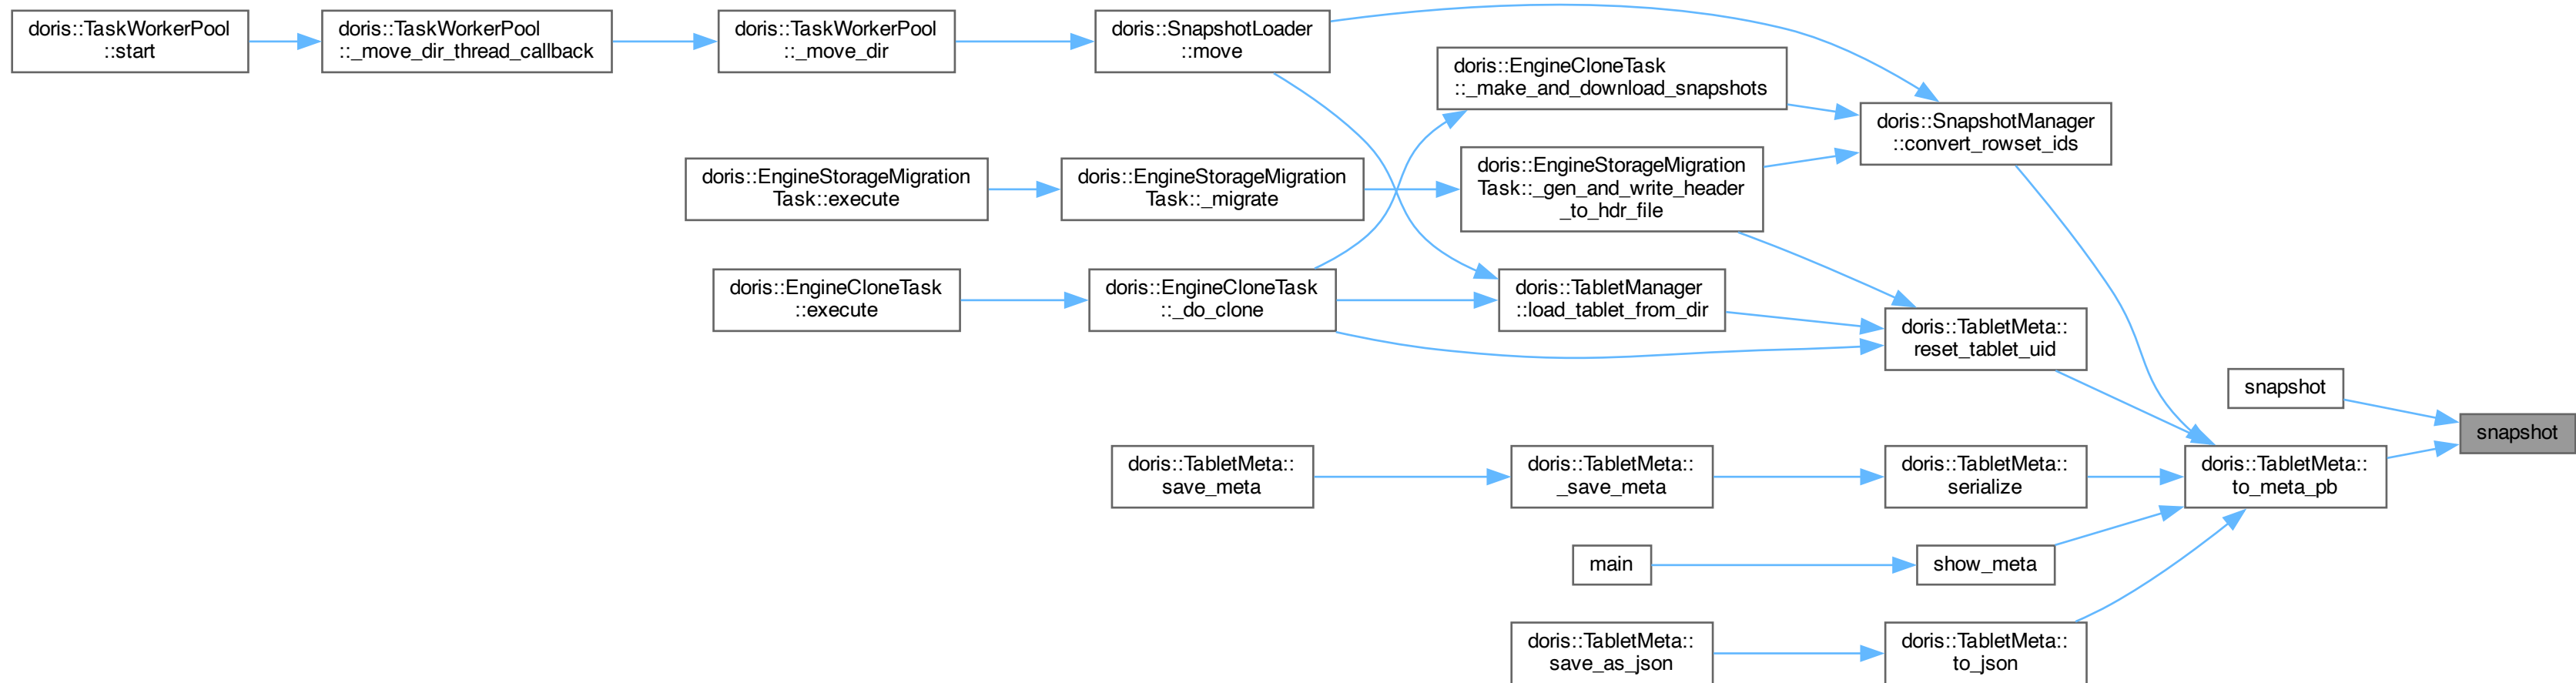 doris::TaskWorkerPool
::start
doris::TaskWorkerPool
::_move_dir_thread_callback
doris::TaskWorkerPool
::_move_dir
doris::SnapshotLoader
::move
doris::EngineCloneTask
::_make_and_download_snapshots
doris::SnapshotManager
::convert_rowset_ids
doris::EngineStorageMigration
Task::execute
doris::EngineStorageMigration
Task::_migrate
doris::EngineStorageMigration
Task::_gen_and_write_header
_to_hdr_file
doris::EngineCloneTask
::execute
doris::EngineCloneTask
::_do_clone
doris::TabletManager
::load_tablet_from_dir
doris::TabletMeta::
reset_tablet_uid
snapshot
snapshot
doris::TabletMeta::
save_meta
doris::TabletMeta::
_save_meta
doris::TabletMeta::
serialize
doris::TabletMeta::
to_meta_pb
main
show_meta
doris::TabletMeta::
save_as_json
doris::TabletMeta::
to_json